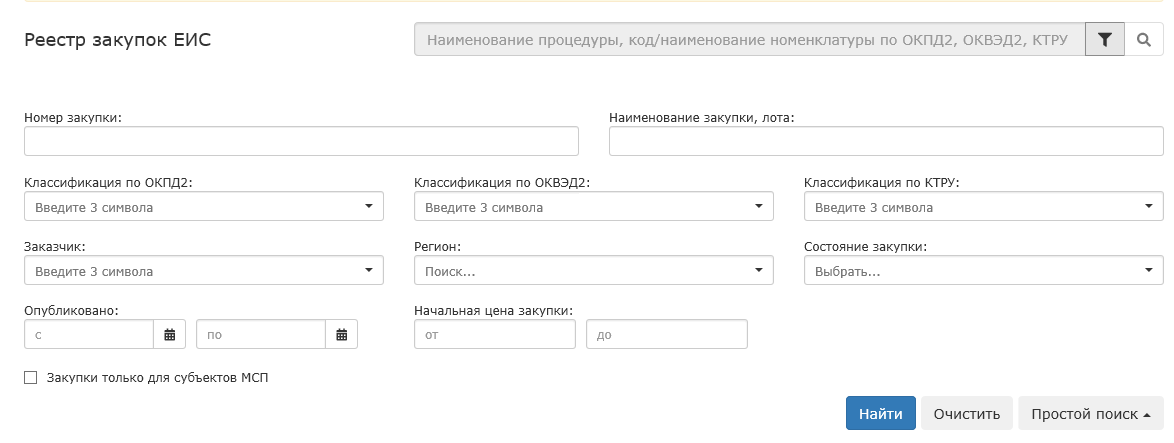 Реестр закупок ЕИС
Наименование процедуры, код/наименование номенклатуры по ОКПД2, ОКВЭД2, КТРУ
Номер закупки:
Наименование закупки, лота:
Классификация по ОКПД2:
Классификация по ОКВЭД2:
Классификация по КТРУ:
Введите 3 символа
Введите 3 символа
Введите 3 символа
Заказчик:
Регион:
Состояние закупки:
Введите 3 символа
Поиск...
Выбрать...
Опубликовано:
Начальная цена закупки:
с
по
от
до
Закупки только для субъектов МСП
Найти
Очистить
Простой поиск